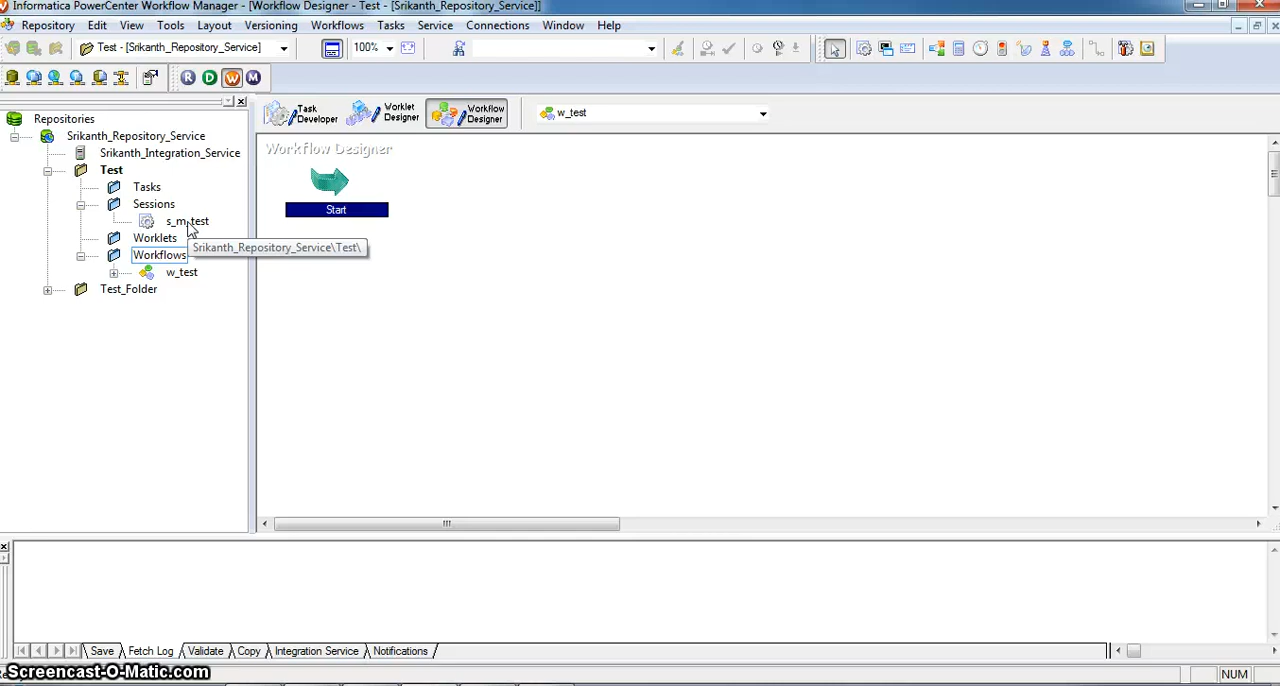 Informatica PowerCenter Workflow Manager - [Workflow Designer - Test - [Srikanth_Repository_Service]]
Repository Edit View Tasks Tools Layout Versioning Workflows Tasks Service Connections Window Help
Test - [Srikanth_Repository_Service] 100%
R D W M
Repositories
Srikanth_Repository_Service
Srikanth_Integration_Service
Test
Tasks
Sessions
s_m_test
Worklets
Srikanth_Repository_Service\Test\
Workflows
w_test
Test_Folder
Task Developer
Worklet Designer
Workflow Designer
w_test
Workflow Designer
Start
Save Fetch Log Validate Copy Integration Service Notifications
Screencast-O-Matic.com
NUM